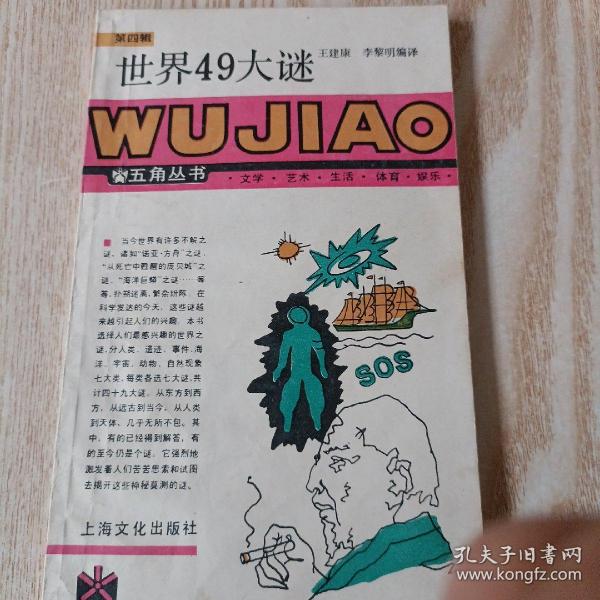 第四辑
世界49大谜
王建康 李黎明编译
WUJIAO
五角丛书
·文学·艺术·生活·体育·娱乐·
当今世界有许多不解之
谜，诸如“诺亚·方舟”之谜、
“从死亡中甦醒的庞贝城”之
谜、“海洋巨蟒”之谜……等
等，扑朔迷离，繁杂纷陈。在
科学发达的今天，这些谜越
来越引起人们的兴趣。本书
选择人们最感兴趣的世界之
谜，分人类、遗迹、事件、海
洋、宇宙、动物、自然现象
七大类，每类各选七大谜，共
计四十九大谜。从东方到西
方，从远古到当今，从人类
到天体，几乎无所不包。其
中，有的已经得到解答，有
的至今仍是个谜，它强烈地
激发着人们苦苦思索和试图
去揭开这些神秘莫测的谜。
SOS
上海文化出版社
孔夫子旧书网
www.kongfz.com